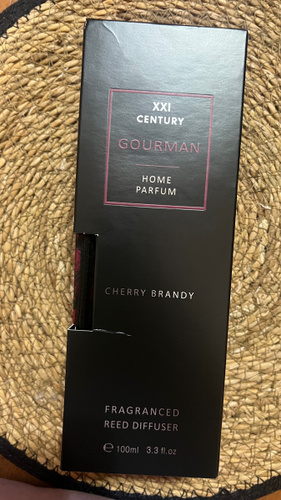 XXI
CENTURY
GOURMAN
HOME
PARFUM
CHERRY BRANDY
FRAGRANCED
REED DIFFUSER
℮ 100ml 3.3 fl.oz